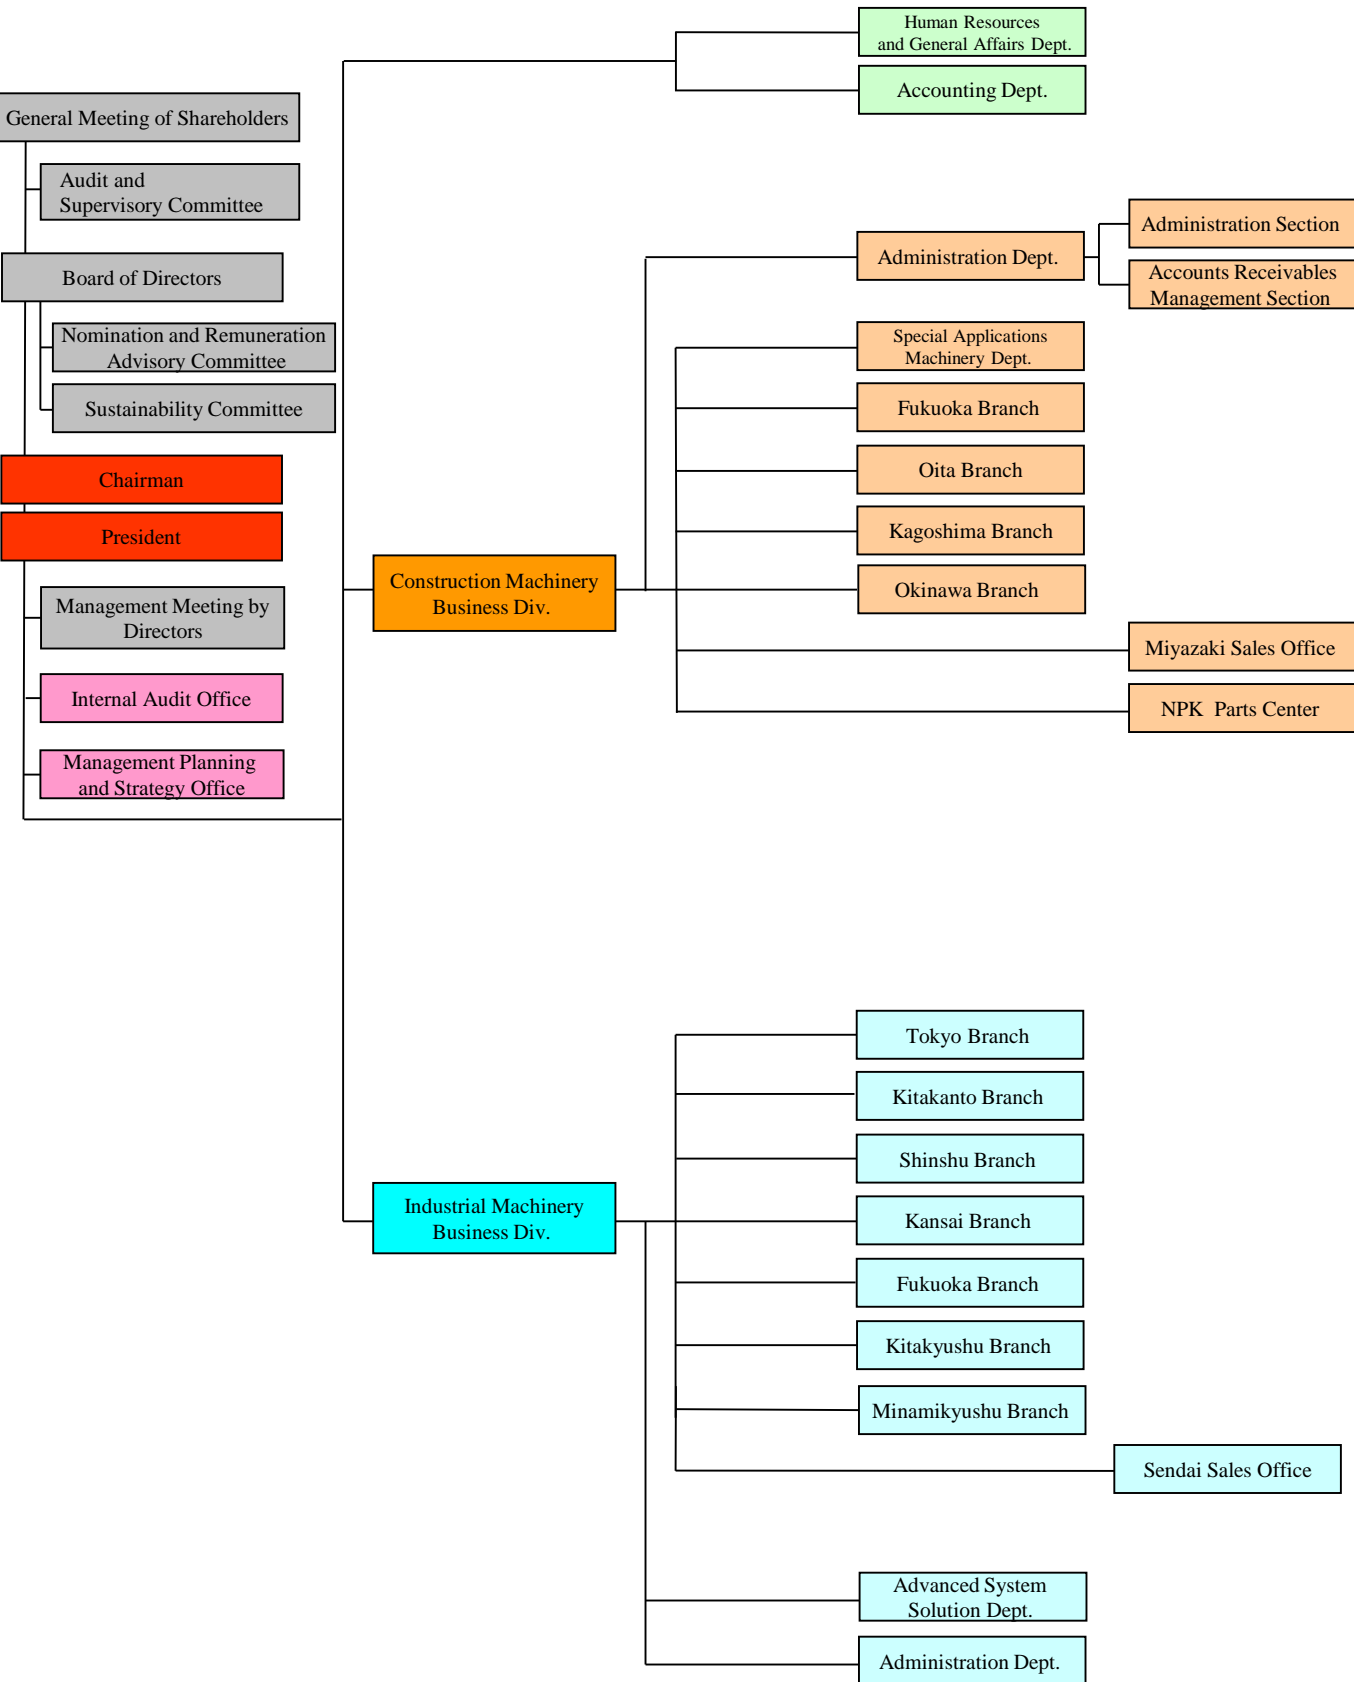 Human Resources
and General Affairs Dept.
Accounting Dept.
General Meeting of Shareholders
Audit and
Supervisory Committee
Board of Directors
Nomination and Remuneration
Advisory Committee
Sustainability Committee
Chairman
President
Management Meeting by
Directors
Internal Audit Office
Management Planning
and Strategy Office
Construction Machinery
Business Div.
Administration Dept.
Administration Section
Accounts Receivables
Management Section
Special Applications
Machinery Dept.
Fukuoka Branch
Oita Branch
Kagoshima Branch
Okinawa Branch
Miyazaki Sales Office
NPK  Parts Center
Industrial Machinery
Business Div.
Tokyo Branch
Kitakanto Branch
Shinshu Branch
Kansai Branch
Fukuoka Branch
Kitakyushu Branch
Minamikyushu Branch
Sendai Sales Office
Advanced System
Solution Dept.
Administration Dept.